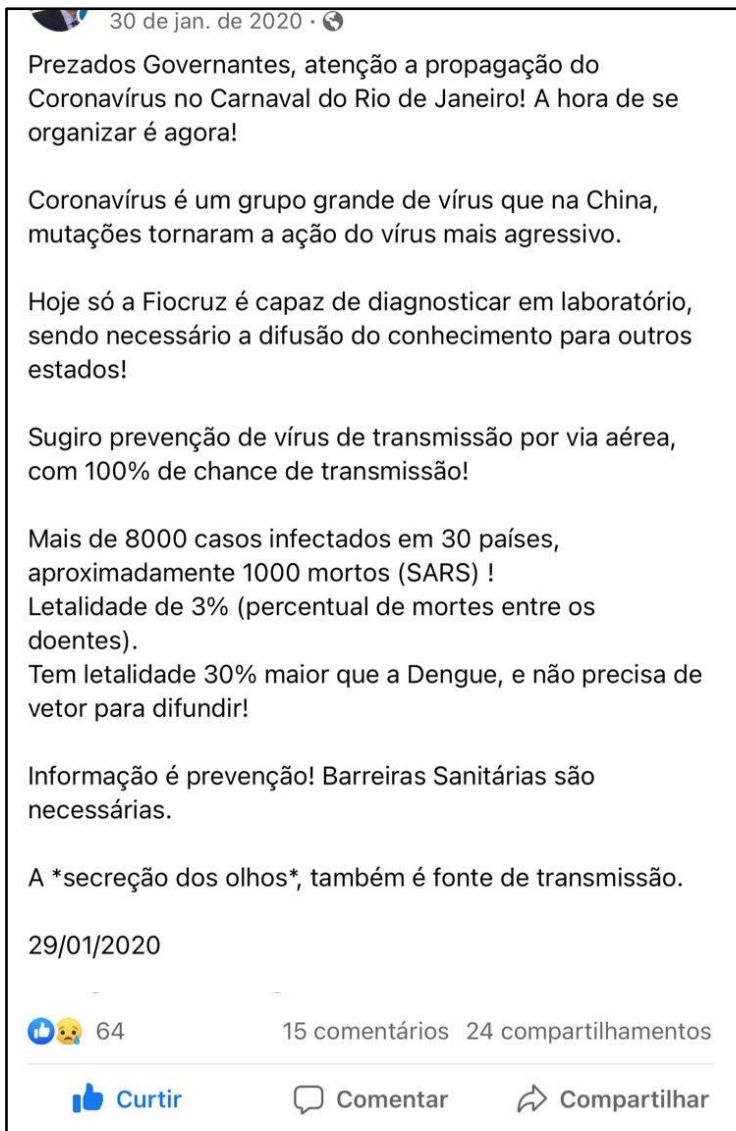 30 de jan. de 2020 ·
Prezados Governantes, atenção a propagação do
Coronavírus no Carnaval do Rio de Janeiro! A hora de se
organizar é agora!
Coronavírus é um grupo grande de vírus que na China,
mutações tornaram a ação do vírus mais agressivo.
Hoje só a Fiocruz é capaz de diagnosticar em laboratório,
sendo necessário a difusão do conhecimento para outros
estados!
Sugiro prevenção de vírus de transmissão por via aérea,
com 100% de chance de transmissão!
Mais de 8000 casos infectados em 30 países,
aproximadamente 1000 mortos (SARS) !
Letalidade de 3% (percentual de mortes entre os
doentes).
Tem letalidade 30% maior que a Dengue, e não precisa de
vetor para difundir!
Informação é prevenção! Barreiras Sanitárias são
necessárias.
A *secreção dos olhos*, também é fonte de transmissão.
29/01/2020
64 15 comentários 24 compartilhamentos
Curtir Comentar Compartilhar